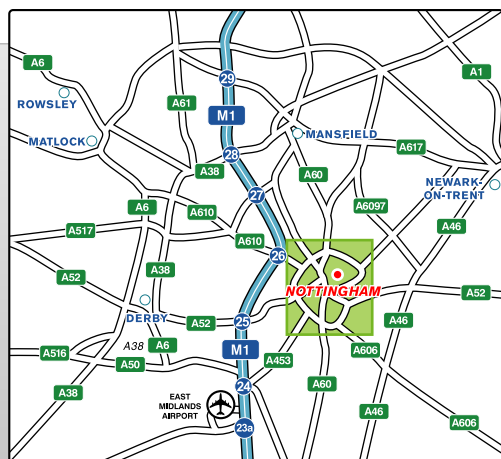 A6
A1
29
ROWSLEY
A61
M1
MANSFIELD
MATLOCK
A617
28
A38
A60
NEWARK-
ON-TRENT
27
A6
A610
A6097
A46
A517
A610
26
A38
A52
NOTTINGHAM
A52
DERBY
A52
25
A46
A38
A6
M1
A516
A50
A453
A606
24
A60
A38
EAST
MIDLANDS
AIRPORT
A46
A606
23a